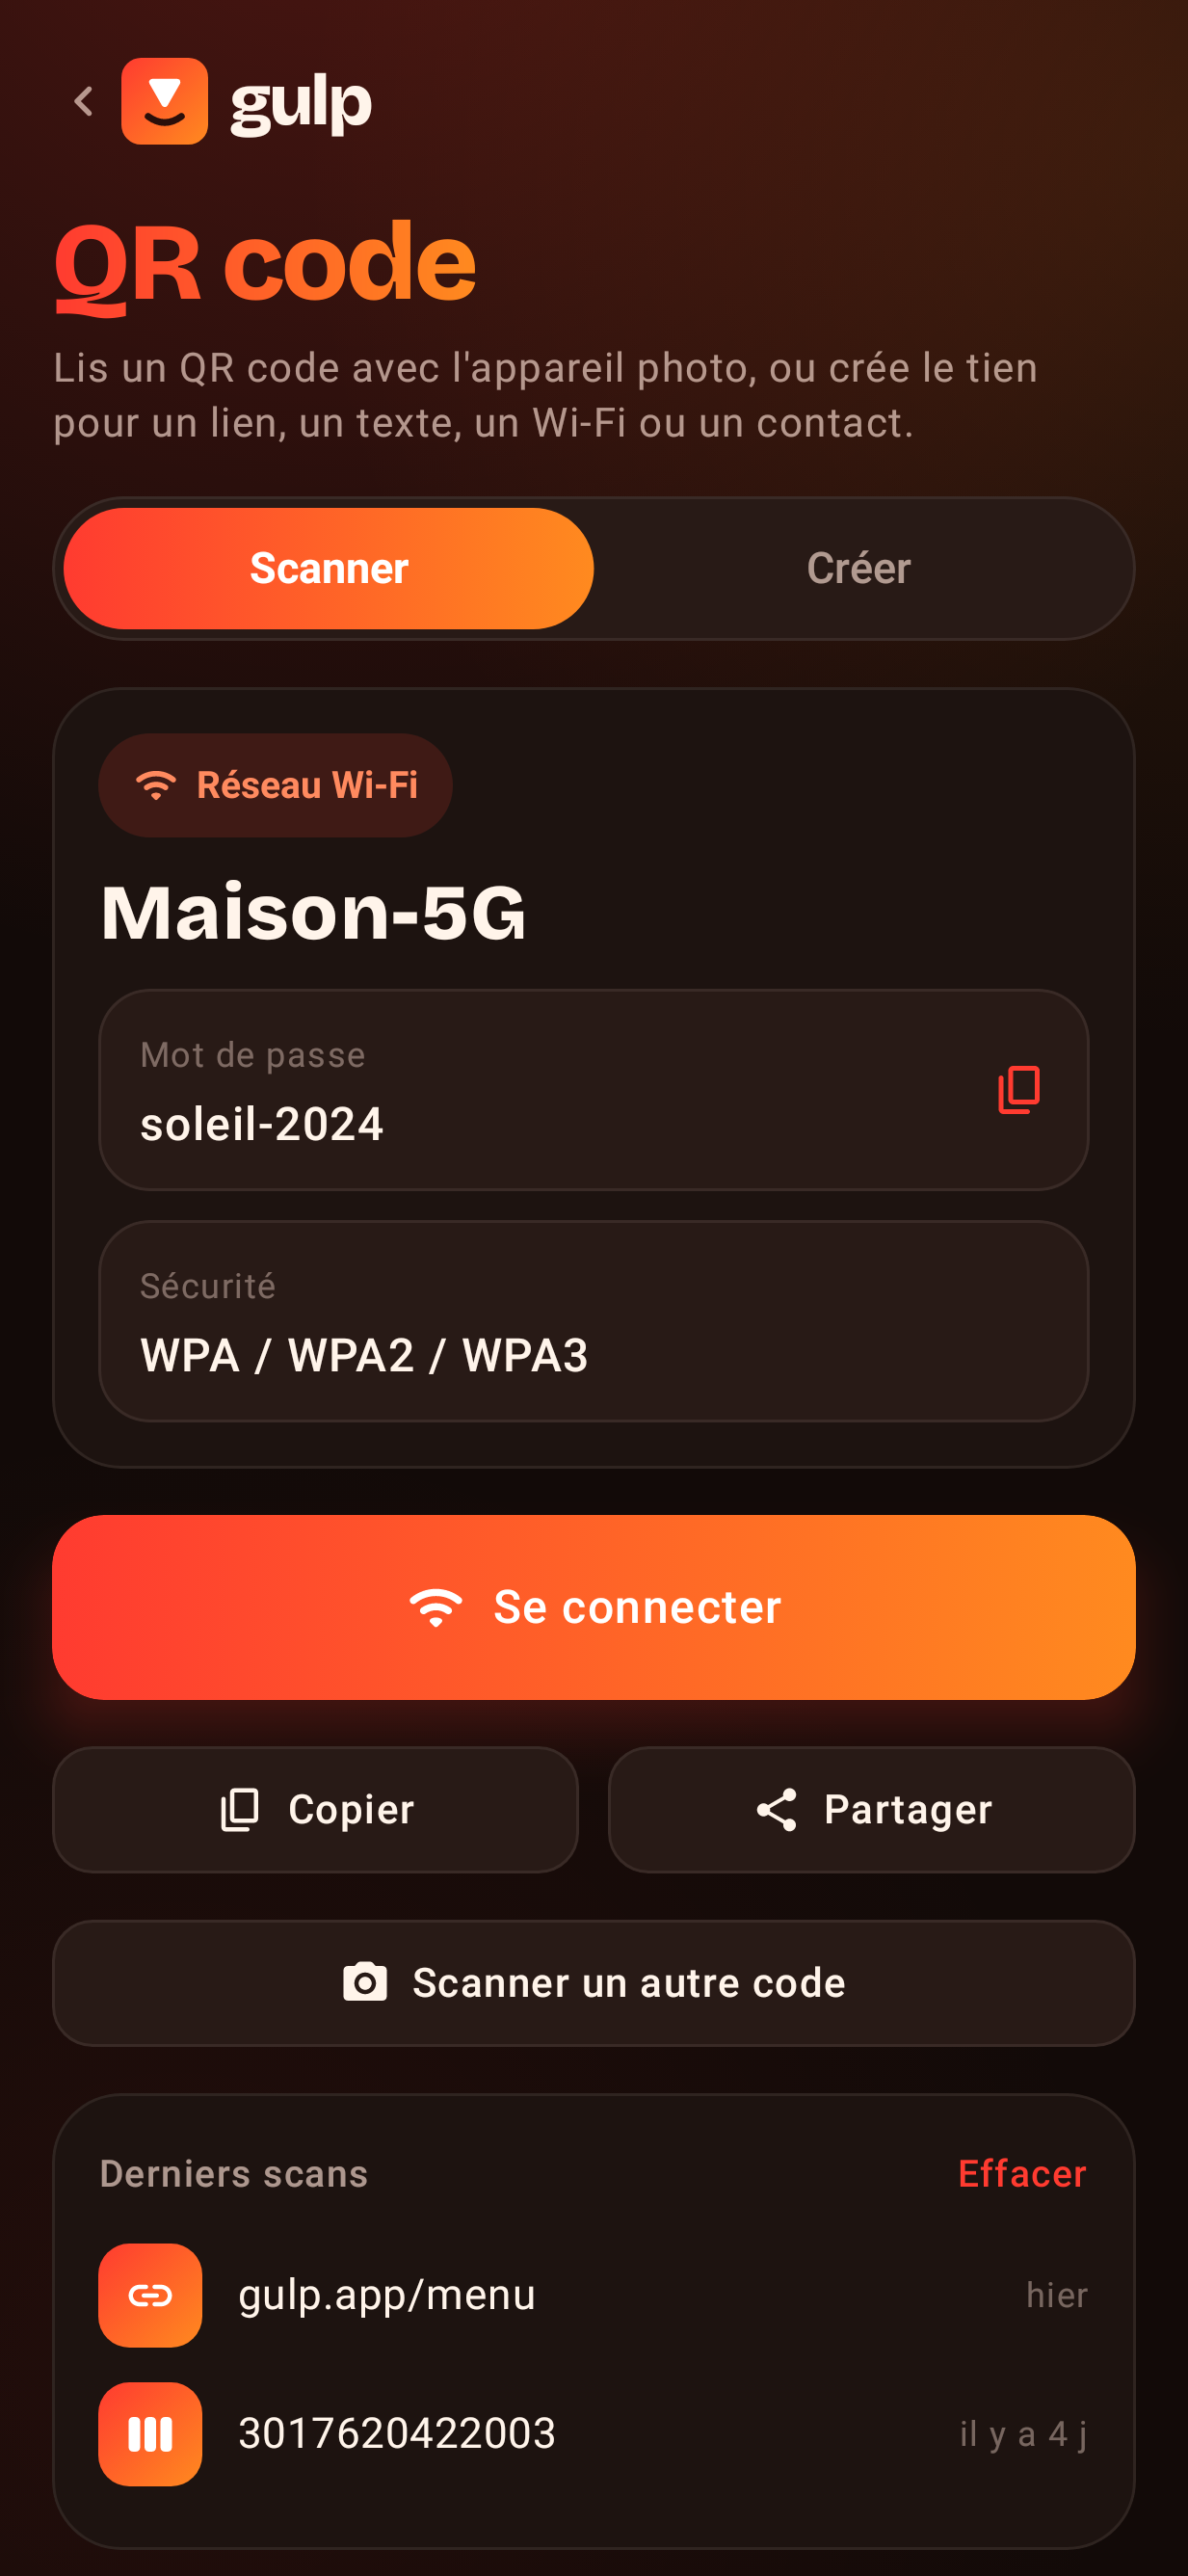 gulp
QR code
Lis un QR code avec l'appareil photo, ou crée le tien
pour un lien, un texte, un Wi-Fi ou un contact.
Scanner
Créer
Réseau Wi-Fi
Maison-5G
Mot de passe
soleil-2024
Sécurité
WPA / WPA2 / WPA3
Se connecter
Copier
Partager
Scanner un autre code
Derniers scans
Effacer
gulp.app/menu
hier
3017620422003
il y a 4 j